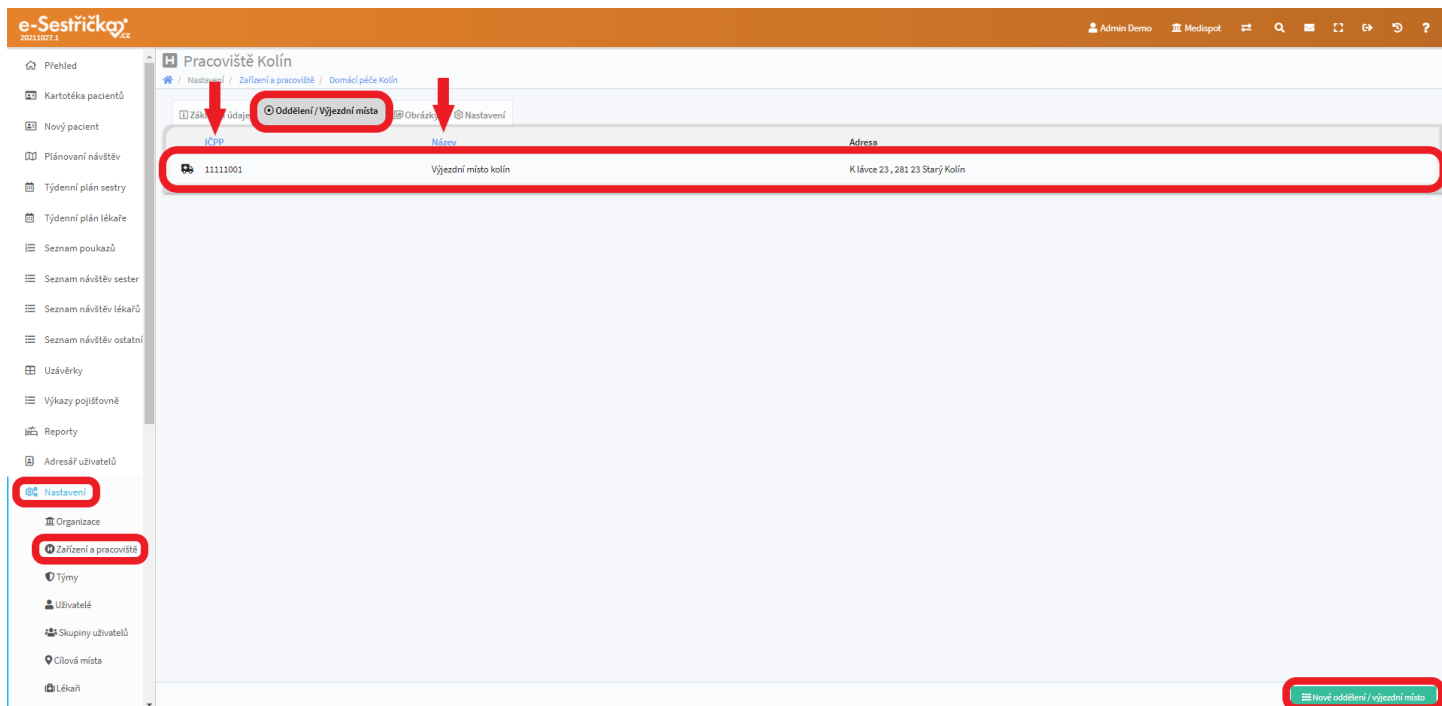 e-Sestřička.cz
20211027.1
Admin Demo Medispot
Přehled
Kartotéka pacientů
Nový pacient
Plánovaní návštěv
Týdenní plán sestry
Týdenní plán lékaře
Seznam poukazů
Seznam návštěv sester
Seznam návštěv lékařů
Seznam návštěv ostatní
Uzávěrky
Výkazy pojišťovně
Reporty
Adresář uživatelů
Nastavení
Organizace
Zařízení a pracoviště
Týmy
Uživatelé
Skupiny uživatelů
Cílová místa
Lékaři
Pracoviště Kolín
/ Nastavení / Zařízení a pracoviště / Domácí péče Kolín
Oddělení / Výjezdní místa Obrázky Nastavení
IČPP Název Adresa
11111001 Výjezdní místo kolín K lávce 23 , 281 23 Starý Kolín
Nové oddělení / výjezdní místo